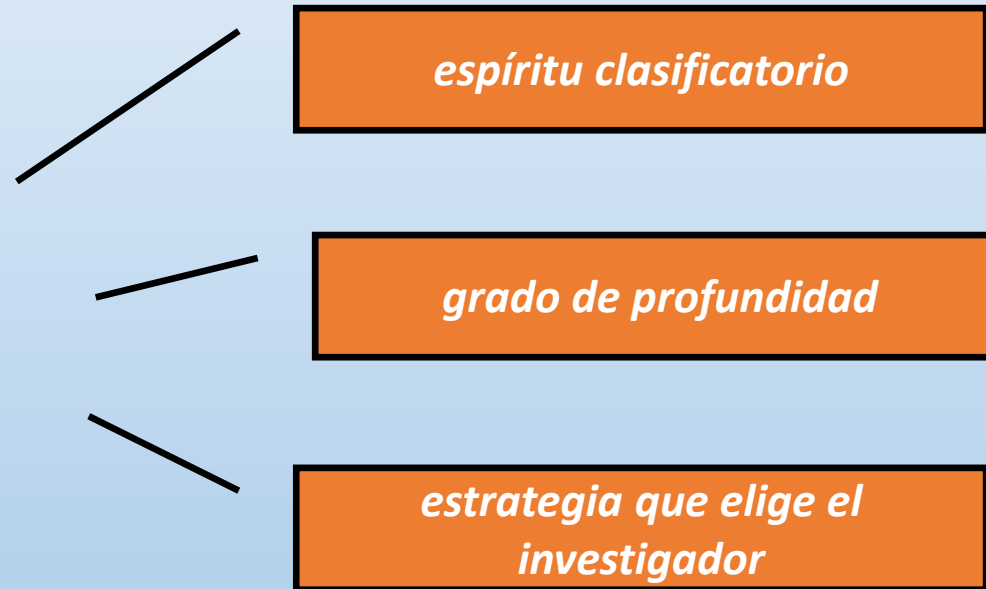 espíritu clasificatorio
grado de profundidad
estrategia que elige el
investigador